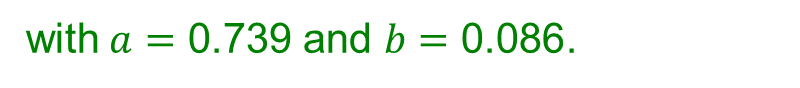 with a = 0.739 and b = 0.086.